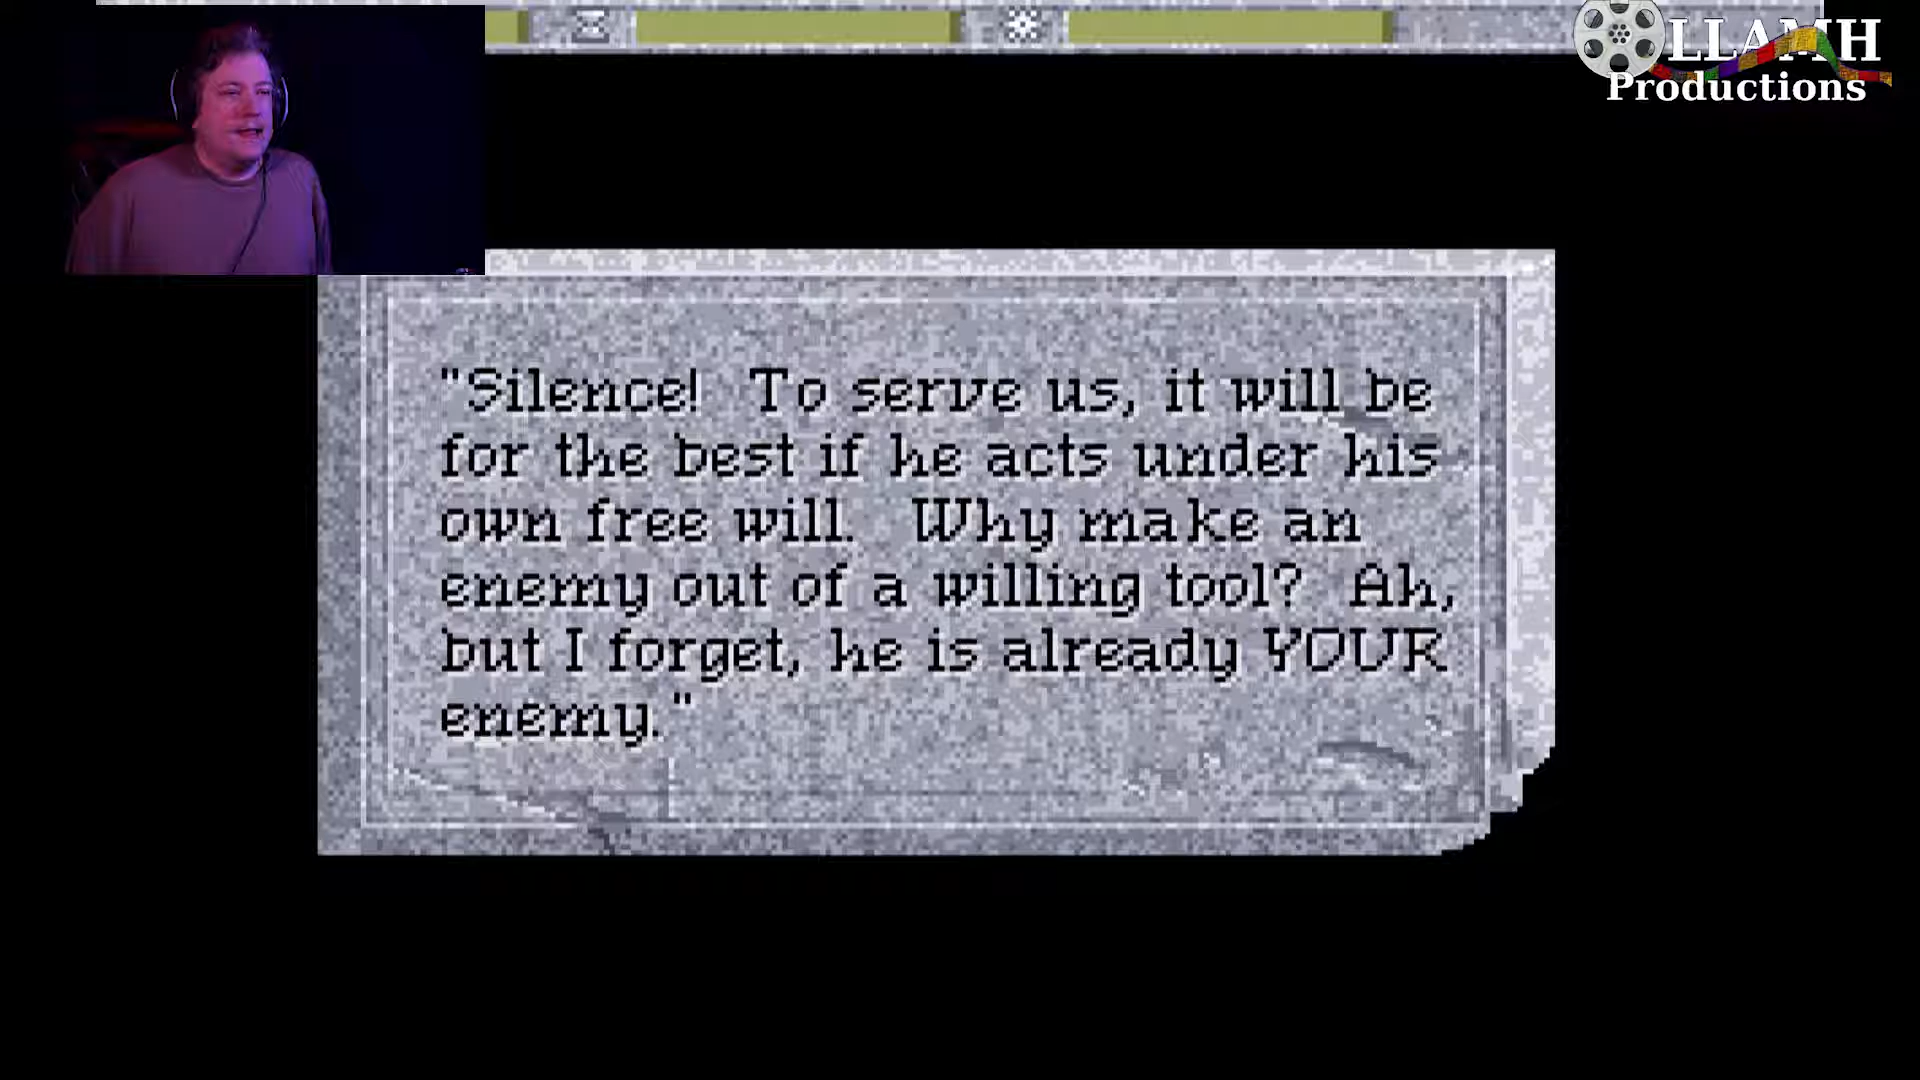 LLAMH
Productions
"Silence!  To serve us, it will be
for the best if he acts under his
own free will.  Why make an
enemy out of a willing tool?  Ah,
but I forget, he is already YOUR
enemy."